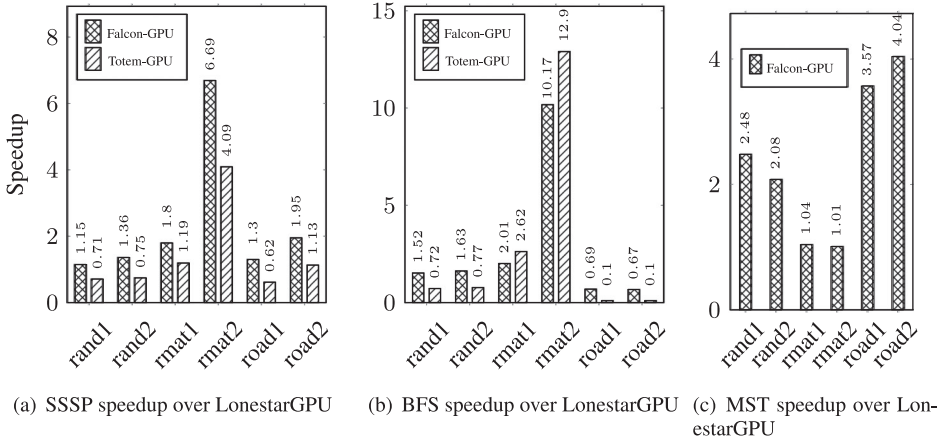 Speedup
8
6
4
2
0
Falcon-GPU
Totem-GPU
1.15
0.71
1.36
0.75
1.8
1.19
6.69
4.09
1.3
0.62
1.95
1.13
rand1
rand2
rmat1
rmat2
road1
road2
(a) SSSP speedup over LonestarGPU
15
10
5
0
Falcon-GPU
Totem-GPU
1.52
0.72
1.63
0.77
2.01
2.62
10.17
12.9
0.69
0.1
0.67
0.1
rand1
rand2
rmat1
rmat2
road1
road2
(b) BFS speedup over LonestarGPU
4
2
0
Falcon-GPU
2.48
2.08
1.04
1.01
3.57
4.04
rand1
rand2
rmat1
rmat2
road1
road2
(c) MST speedup over Lon-
estarGPU